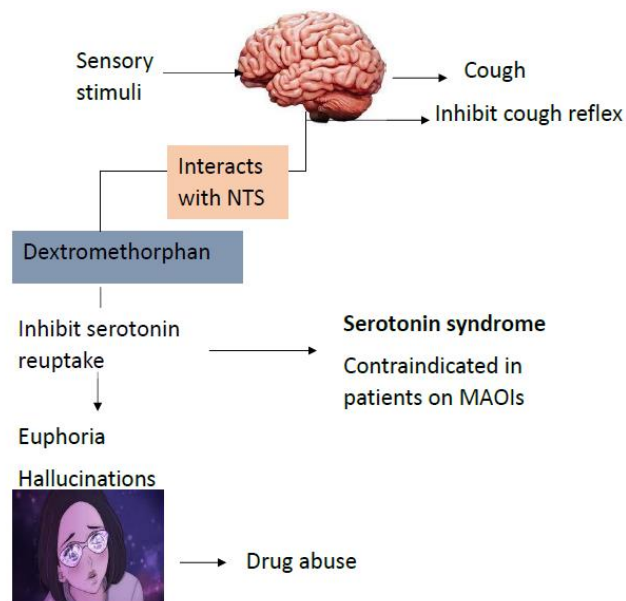 Sensory
stimuli
Cough
Inhibit cough reflex
Interacts
with NTS
Dextromethorphan
Inhibit serotonin
reuptake
Serotonin syndrome
Contraindicated in
patients on MAOIs
Euphoria
Hallucinations
Drug abuse